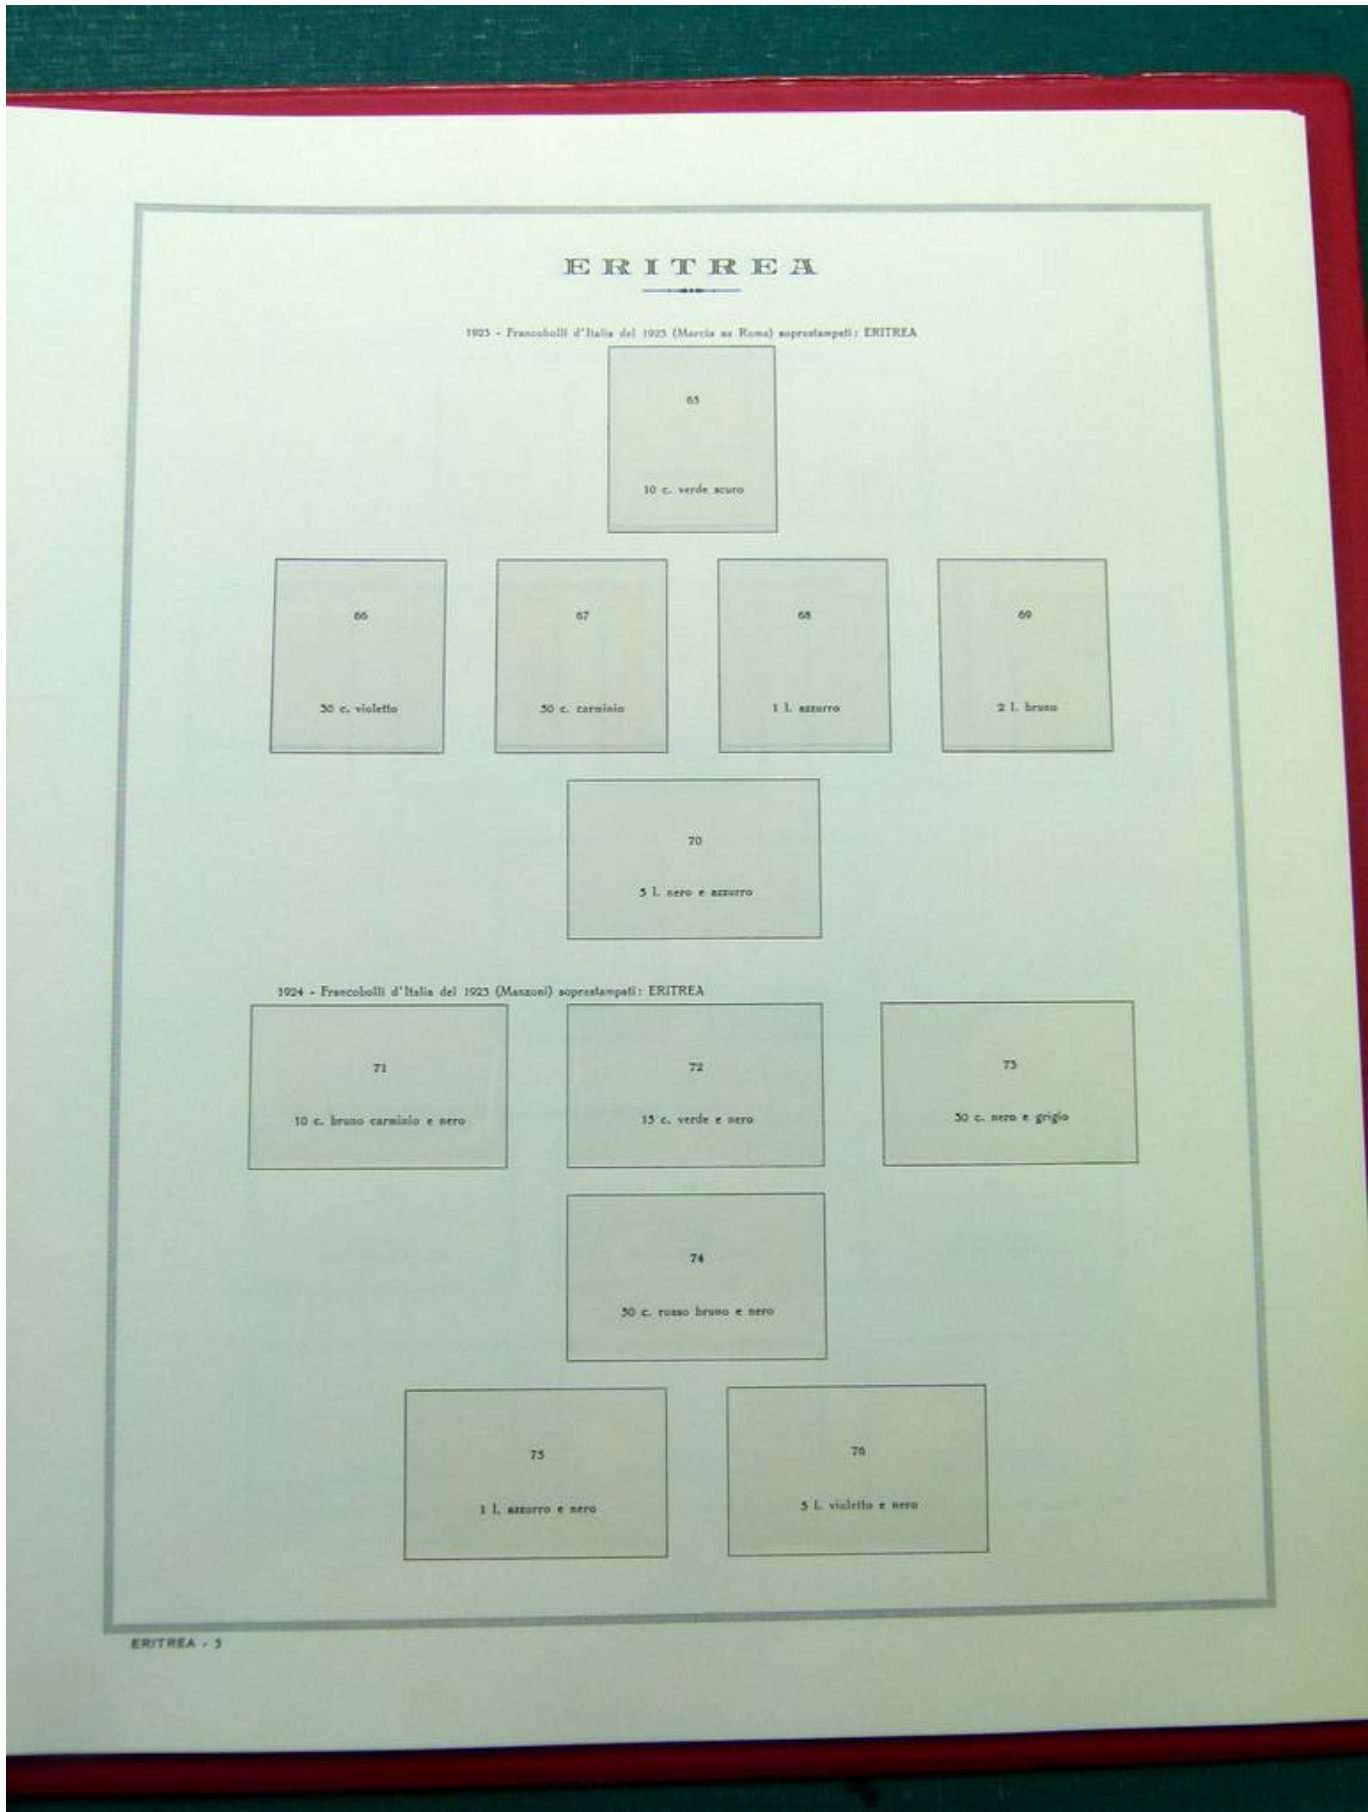 ERITREA
1923 - Francobolli d'Italia del 1923 (Marcia su Roma) soprastampati: ERITREA
65
10 c. verde scuro
66
30 c. violetto
67
50 c. carminio
68
1 l. azzurro
69
2 l. bruno
70
5 l. nero e azzurro
1924 - Francobolli d'Italia del 1923 (Manzoni) soprastampati: ERITREA
71
10 c. bruno carminio e nero
72
15 c. verde e nero
73
30 c. nero e grigio
74
50 c. rosso bruno e nero
75
1 l. azzurro e nero
76
5 l. violetto e nero
ERITREA - 5